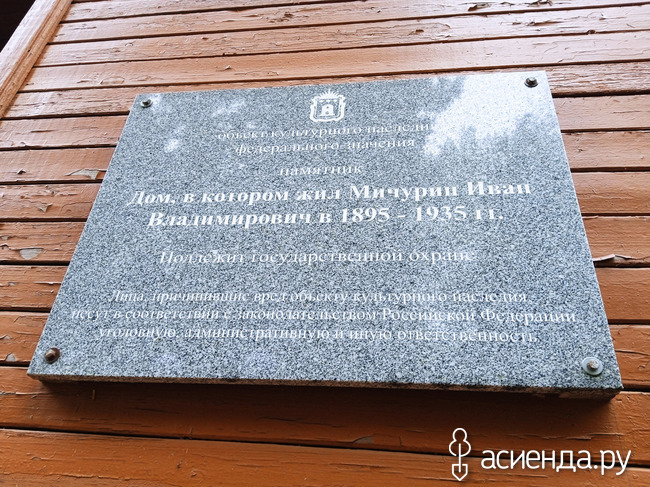 объект культурного наследия
федерального значения
памятник
Дом, в котором жил Мичурин Иван
Владимирович в 1895 - 1935 гг.
Подлежит государственной охране
Лица, причинившие вред объекту культурного наследия
несут в соответствии с законодательством Российской Федерации
уголовную, административную и иную ответственность.
асиенда.ру